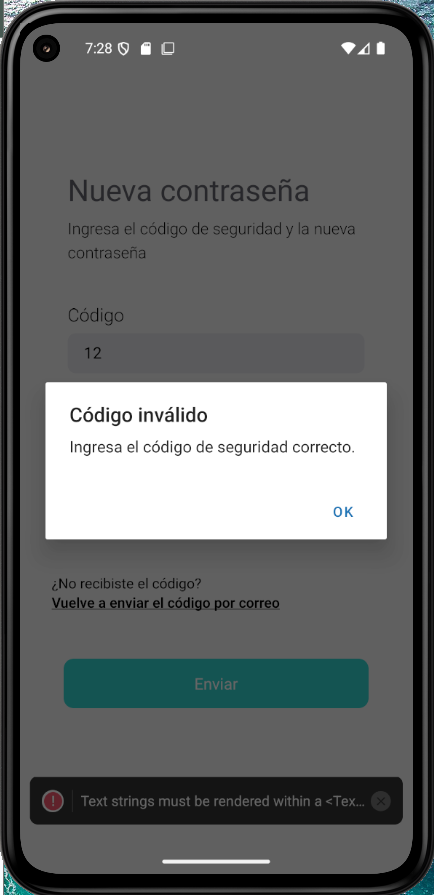 7:28
Nueva contraseña
Ingresa el código de seguridad y la nueva
contraseña
Código
12
Código inválido
Ingresa el código de seguridad correcto.
OK
¿No recibiste el código?
Vuelve a enviar el código por correo
Enviar
Text strings must be rendered within a <Tex...